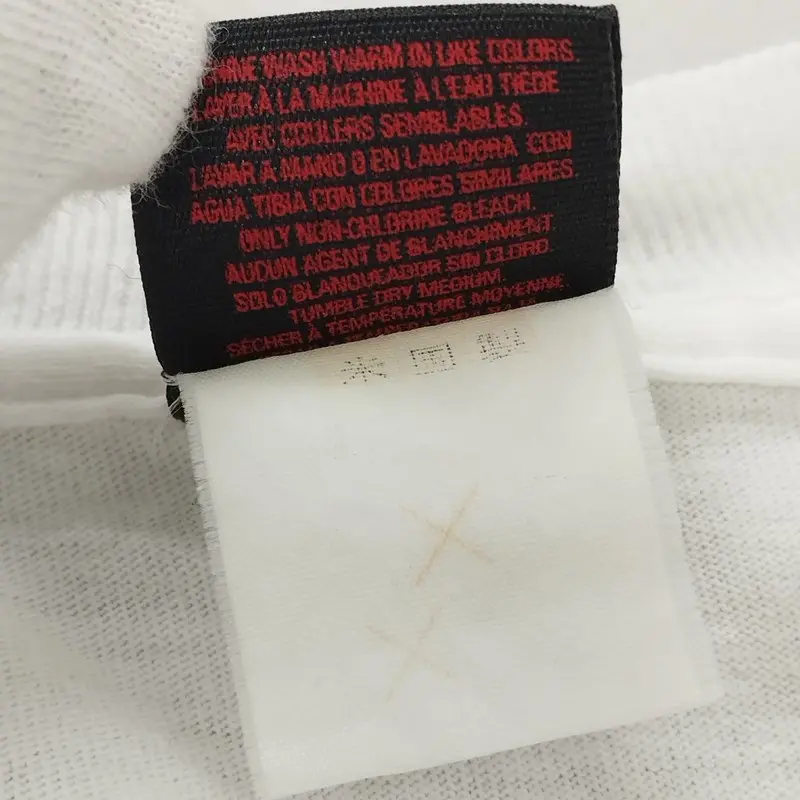 HINE WASH WARM IN LIKE COLORS.
LAVER À LA MACHINE À L'EAU TIÈDE
AVEC COULERS SEMBLABLES.
LAVAR A MANO O EN LAVADORA CON
AGUA TIBIA CON COLORES SIMILARES.
ONLY NON-CHLORINE BLEACH.
AUCUN AGENT DE BLANCHIMENT.
SOLO BLANQUEADOR SIN CLORO.
TUMBLE DRY MEDIUM.
SÉCHER À TEMPÉRATURE MOYENNE.
米国製